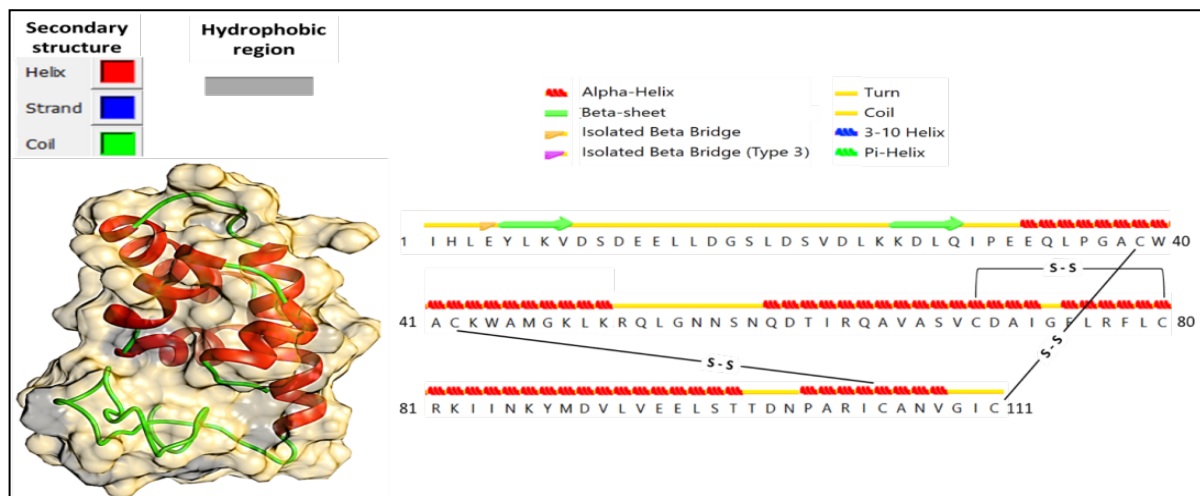 Secondary
structure
Helix
Strand
Coil
Hydrophobic
region
Alpha-Helix
Beta-sheet
Isolated Beta Bridge
Isolated Beta Bridge (Type 3)
Turn
Coil
3-10 Helix
Pi-Helix
1 I H L E Y L K V D S D E E L L D G S L D S V D L K K D L Q I P E E Q L P G A C W 40
S - S
41 A C K W A M G K L K R Q L G N N S N Q D T I R Q A V A S V C D A I G F L R F L C 80
S - S
S - S
81 R K I I N K Y M D V L V E E L S T T D N P A R I C A N V G I C 111